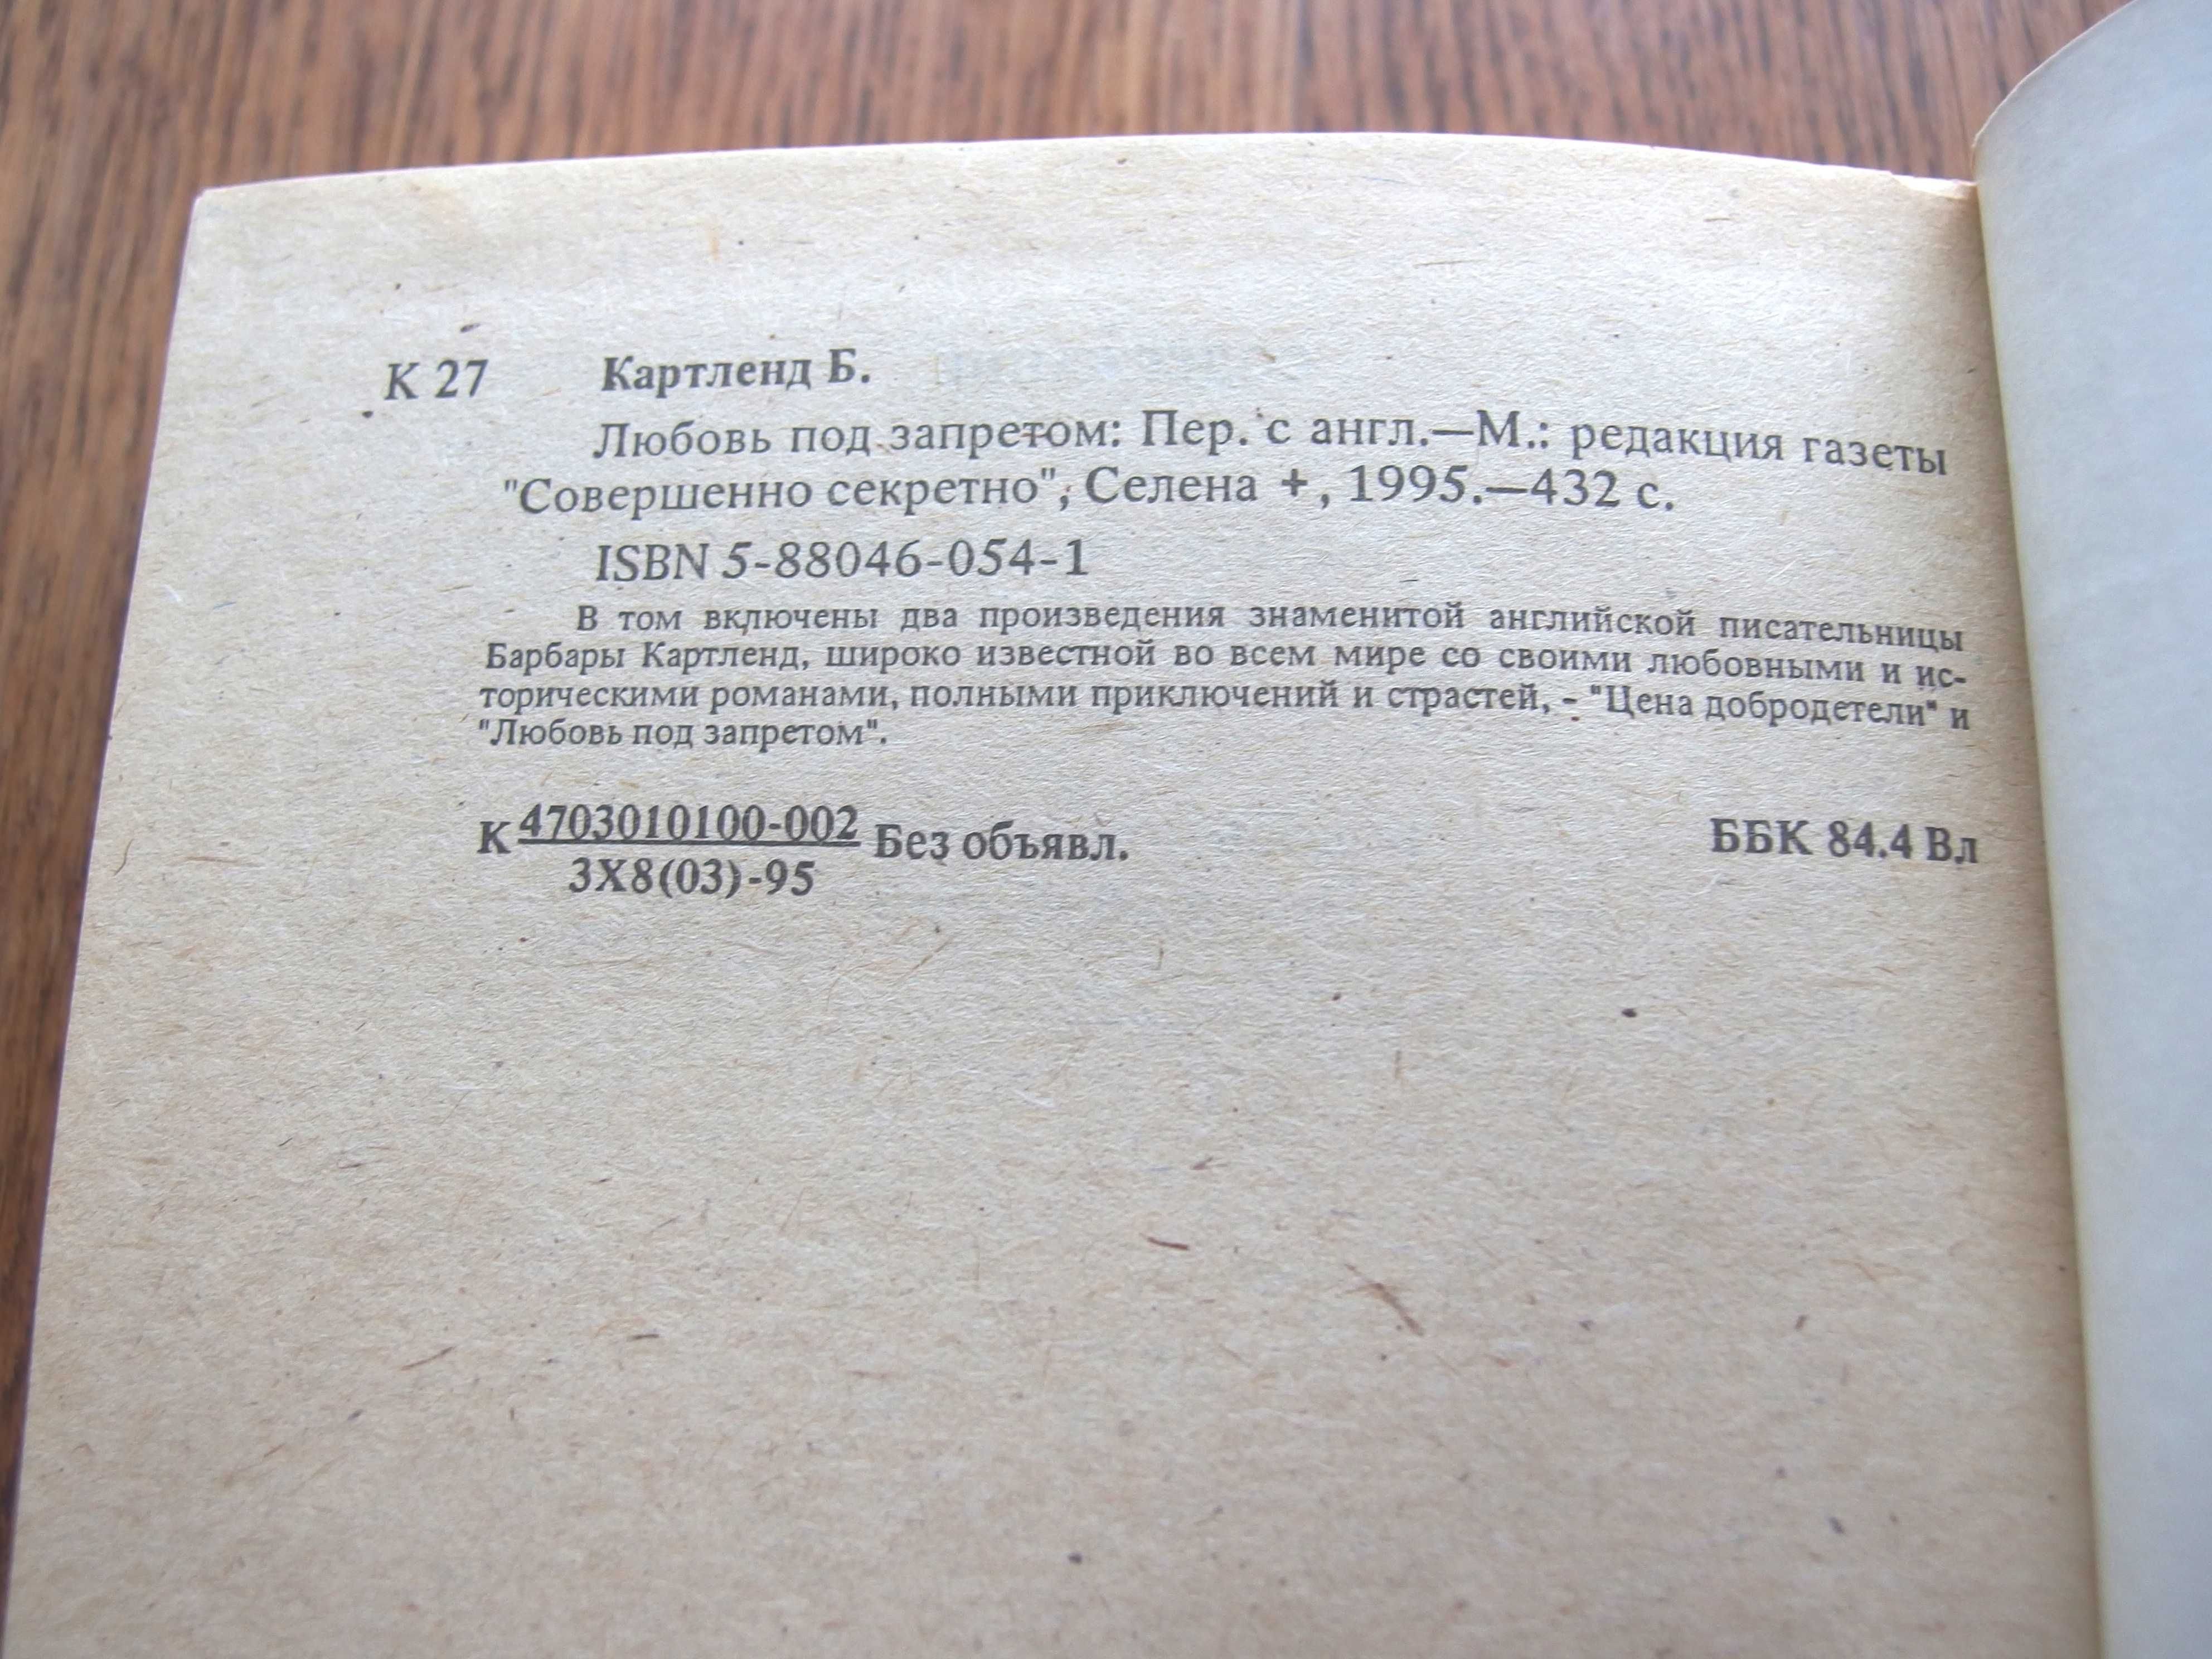 К 27 Картленд Б.
Любовь под запретом: Пер. с англ.—М.: редакция газеты
"Совершенно секретно", Селена +, 1995.—432 с.
ISBN 5-88046-054-1
В том включены два произведения знаменитой английской писательницы
Барбары Картленд, широко известной во всем мире со своими любовными и ис-
торическими романами, полными приключений и страстей, - "Цена добродетели" и
"Любовь под запретом".
К 4703010100-002 Без объявл. ББК 84.4 Вл
3Х8(03)-95